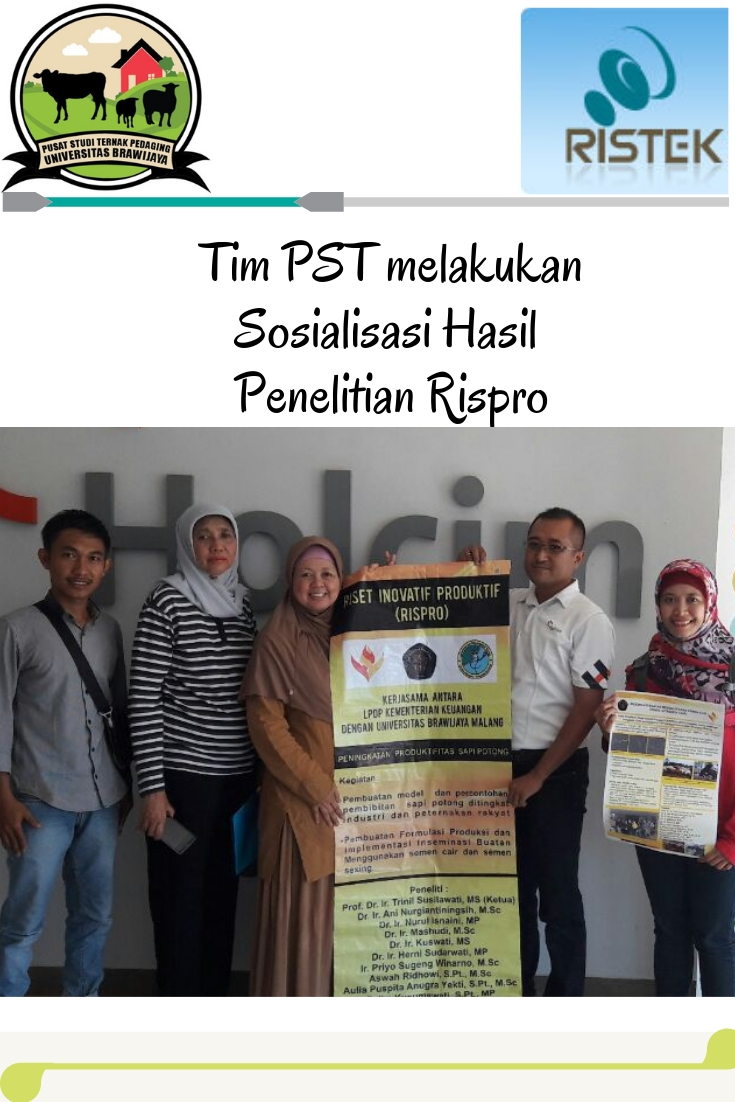 PUSAT STUDI TERNAK PEDAGING
UNIVERSITAS BRAWIJAYA
RISTEK
Tim PST melakukan
Sosialisasi Hasil
Penelitian Rispro
Holcim
RISET INOVATIF PRODUKTIF
(RISPRO)
KERJASAMA ANTARA
LPDP KEMENTERIAN KEUANGAN
DENGAN UNIVERSITAS BRAWIJAYA MALANG
PENINGKATAN PRODUKTIFITAS SAPI POTONG
Kegiatan :
Pembuatan model dan percontohan
pembibitan sapi potong ditingkat
industri dan peternakan rakyat
-Pembuatan Formulasi Produksi dan
Implementasi Inseminasi Buatan
Menggunakan semen cair dan semen
sexing
Peneliti :
Prof. Dr. Ir. Trinil Susilawati, MS (Ketua)
Dr. Ir. Ani Nurgiantiningsih, M.Sc
Dr. Ir. Nurul Isnaini, MP
Dr. Ir. Mashudi, M.Sc
Dr. Ir. Kuswati, MS
Dr. Ir. Herni Sudarwati, MP
Ir. Priyo Sugeng Winarno, M.Sc
Aswah Ridhowi, S.Pt., M.Sc
Aulia Puspita Anugra Yekti, S.Pt., M.Sc
S.Pt., MP